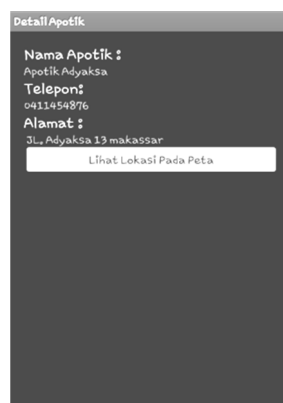 Detail Apotik
Nama Apotik :
Apotik Adyaksa
Telepon:
0411454876
Alamat :
JL. Adyaksa 13 makassar
Lihat Lokasi Pada Peta